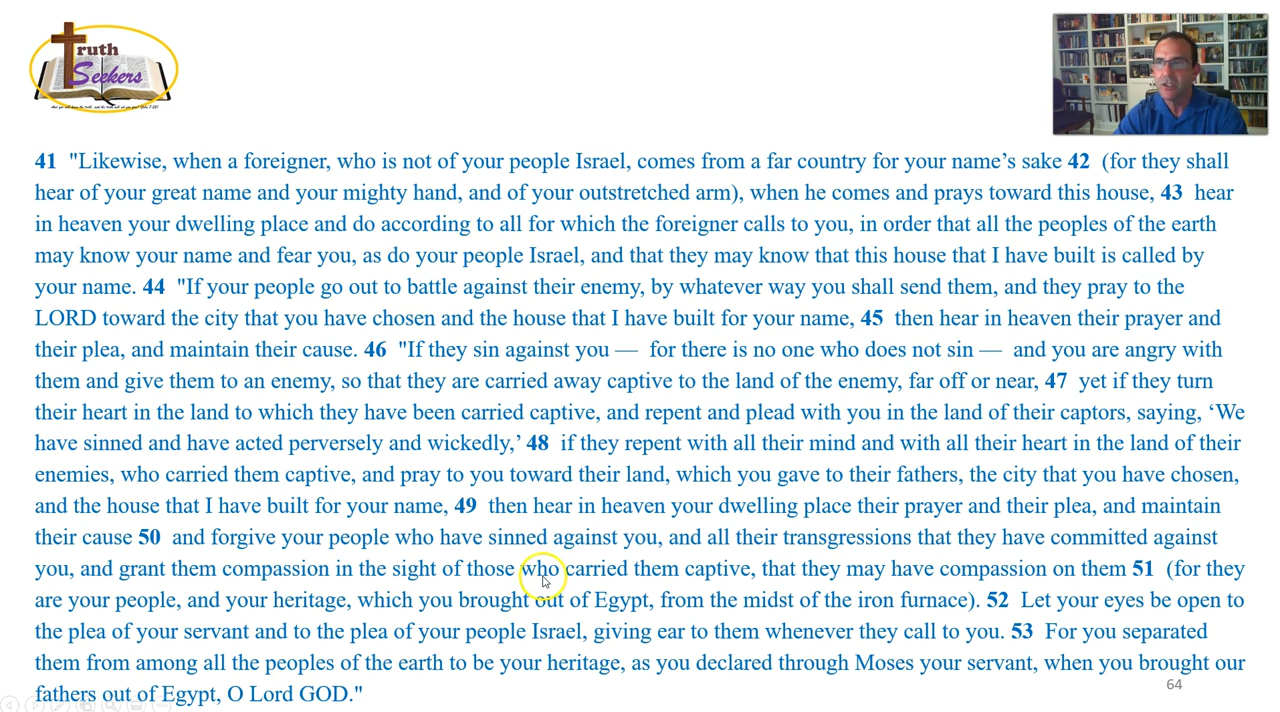 Truth
Seekers
41 "Likewise, when a foreigner, who is not of your people Israel, comes from a far country for your name’s sake 42 (for they shall
hear of your great name and your mighty hand, and of your outstretched arm), when he comes and prays toward this house, 43 hear
in heaven your dwelling place and do according to all for which the foreigner calls to you, in order that all the peoples of the earth
may know your name and fear you, as do your people Israel, and that they may know that this house that I have built is called by
your name. 44 "If your people go out to battle against their enemy, by whatever way you shall send them, and they pray to the
LORD toward the city that you have chosen and the house that I have built for your name, 45 then hear in heaven their prayer and
their plea, and maintain their cause. 46 "If they sin against you — for there is no one who does not sin — and you are angry with
them and give them to an enemy, so that they are carried away captive to the land of the enemy, far off or near, 47 yet if they turn
their heart in the land to which they have been carried captive, and repent and plead with you in the land of their captors, saying, ‘We
have sinned and have acted perversely and wickedly,’ 48 if they repent with all their mind and with all their heart in the land of their
enemies, who carried them captive, and pray to you toward their land, which you gave to their fathers, the city that you have chosen,
and the house that I have built for your name, 49 then hear in heaven your dwelling place their prayer and their plea, and maintain
their cause 50 and forgive your people who have sinned against you, and all their transgressions that they have committed against
you, and grant them compassion in the sight of those who carried them captive, that they may have compassion on them 51 (for they
are your people, and your heritage, which you brought out of Egypt, from the midst of the iron furnace). 52 Let your eyes be open to
the plea of your servant and to the plea of your people Israel, giving ear to them whenever they call to you. 53 For you separated
them from among all the peoples of the earth to be your heritage, as you declared through Moses your servant, when you brought our
fathers out of Egypt, O Lord GOD."
64